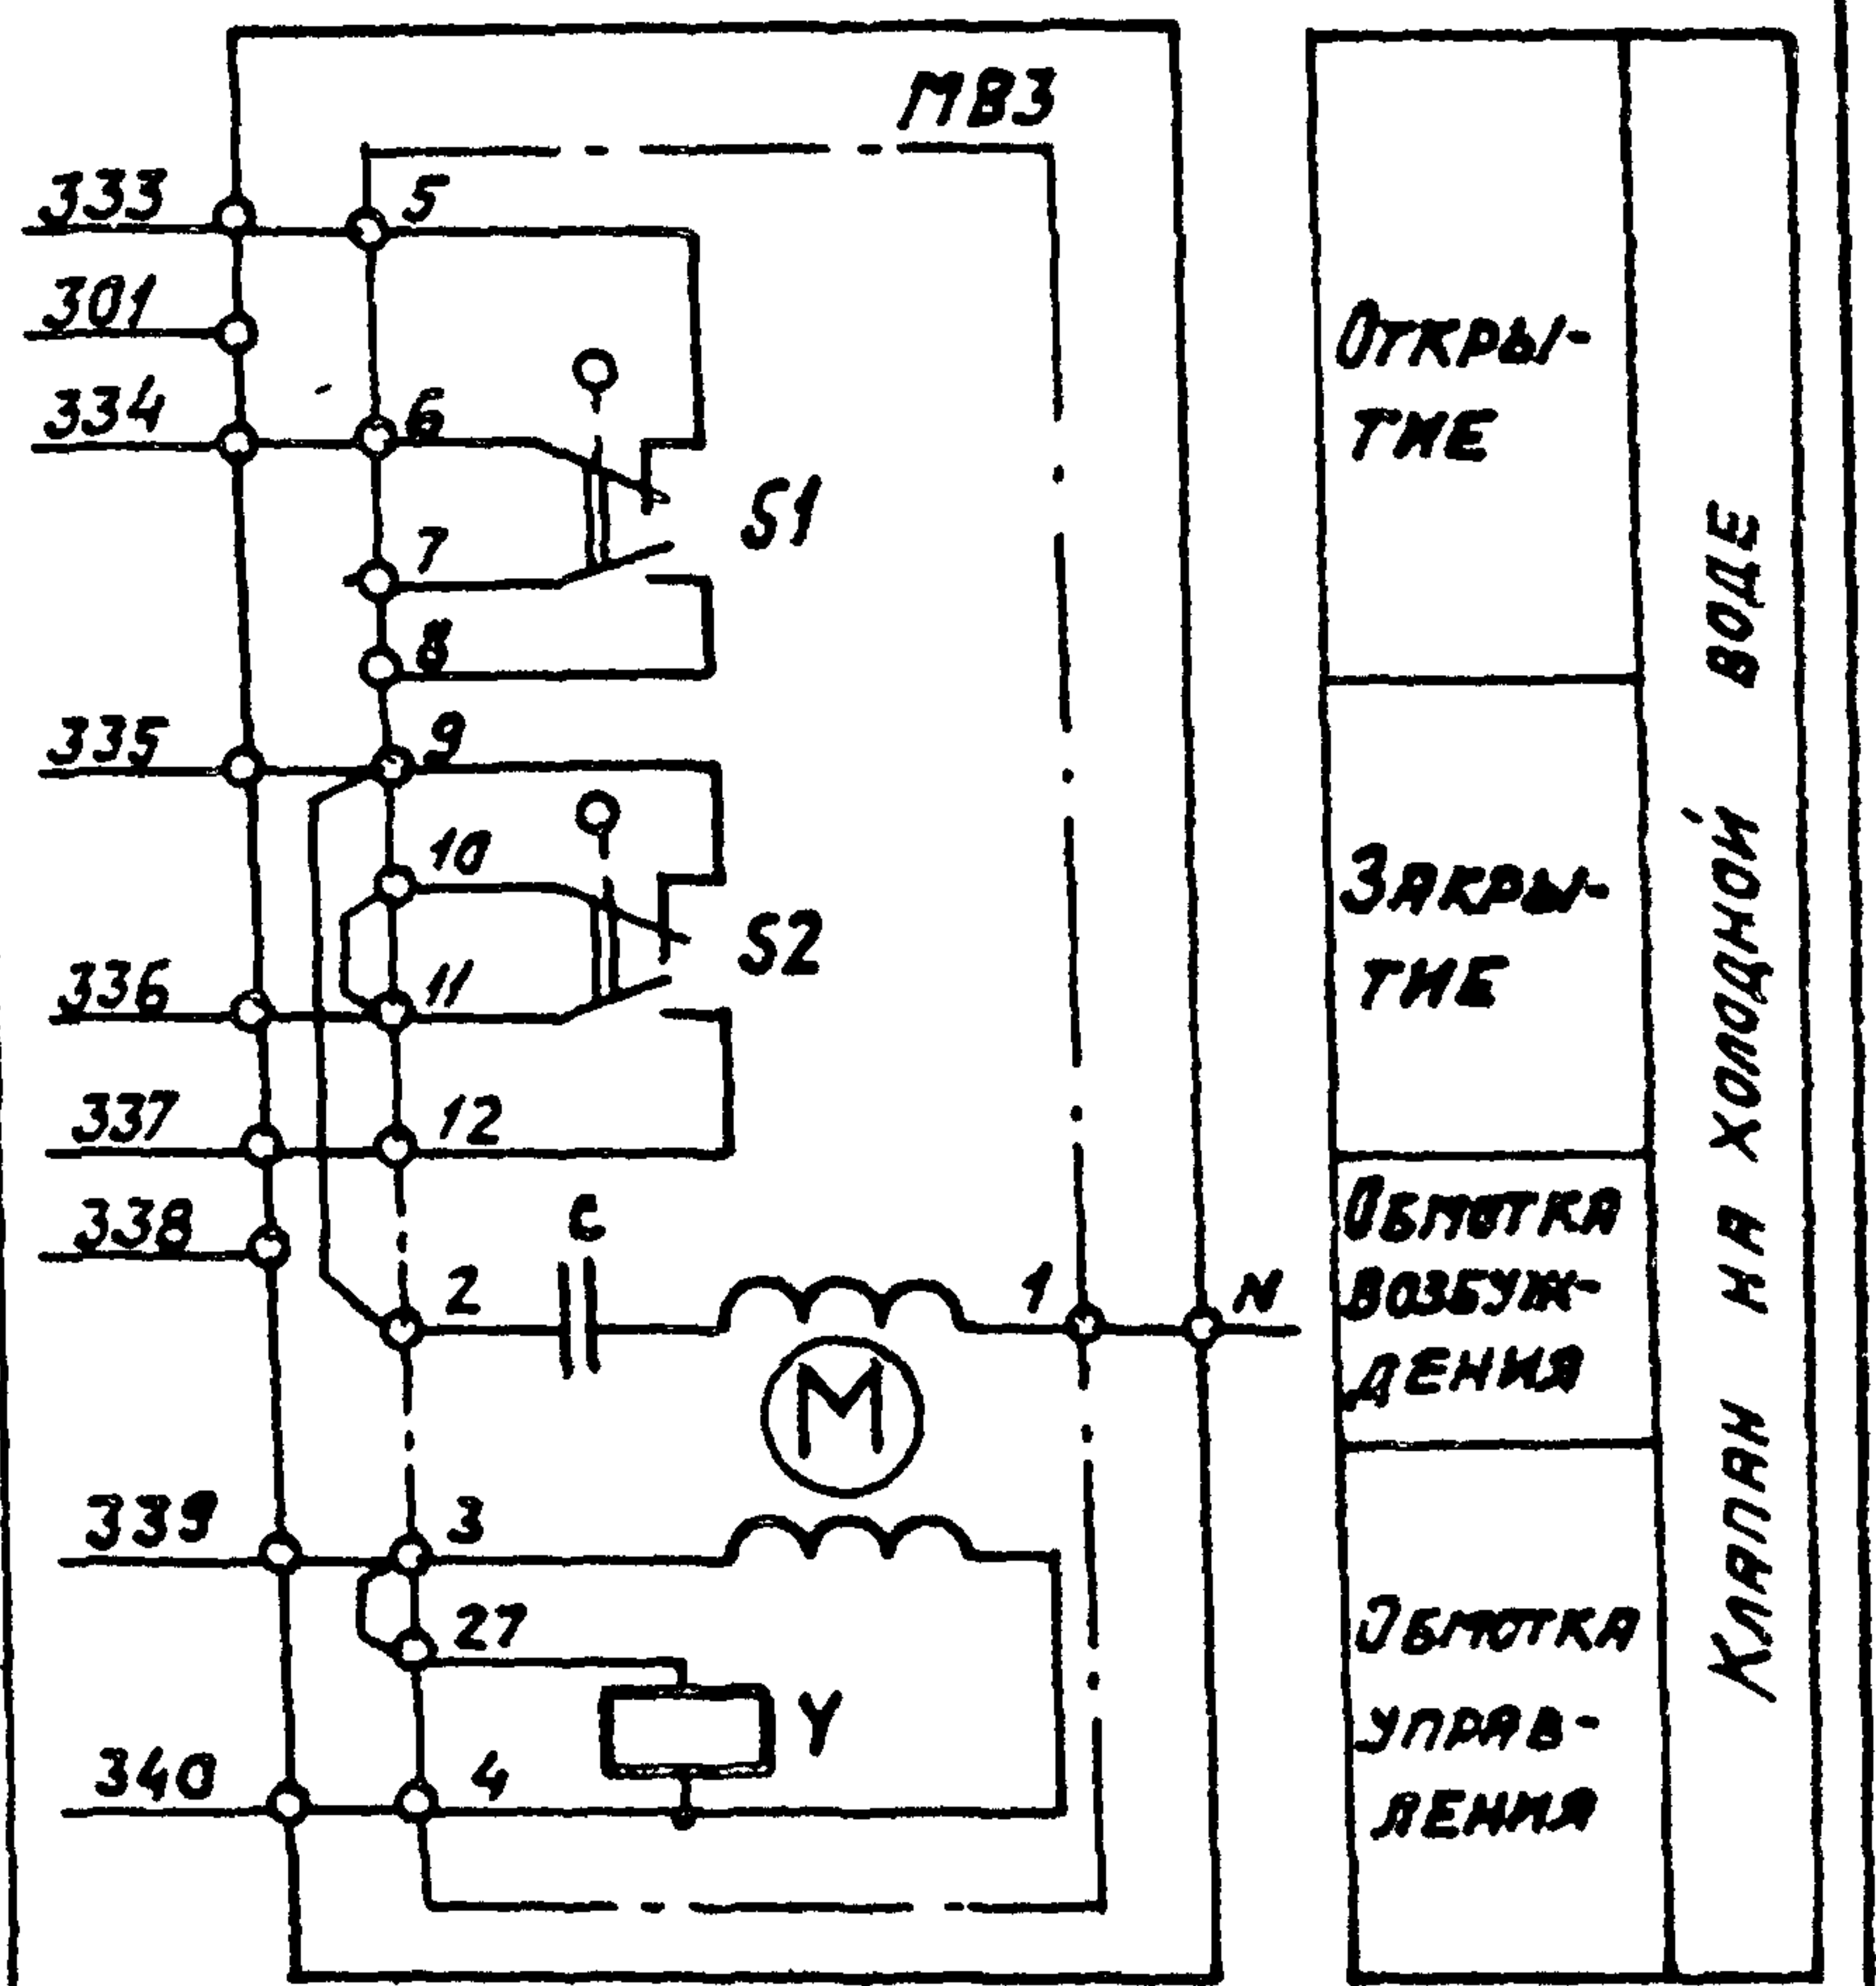 МВ3
333
5
301
334
6
S1
7
8
335
9
10
S2
336
11
337
12
338
C
2
1
N
M
339
3
27
Y
340
4
Откры-
тие
Закры-
тие
Обмотка
возбуж-
дения
Обмотка
управ-
ления
Клапан на холодной воде